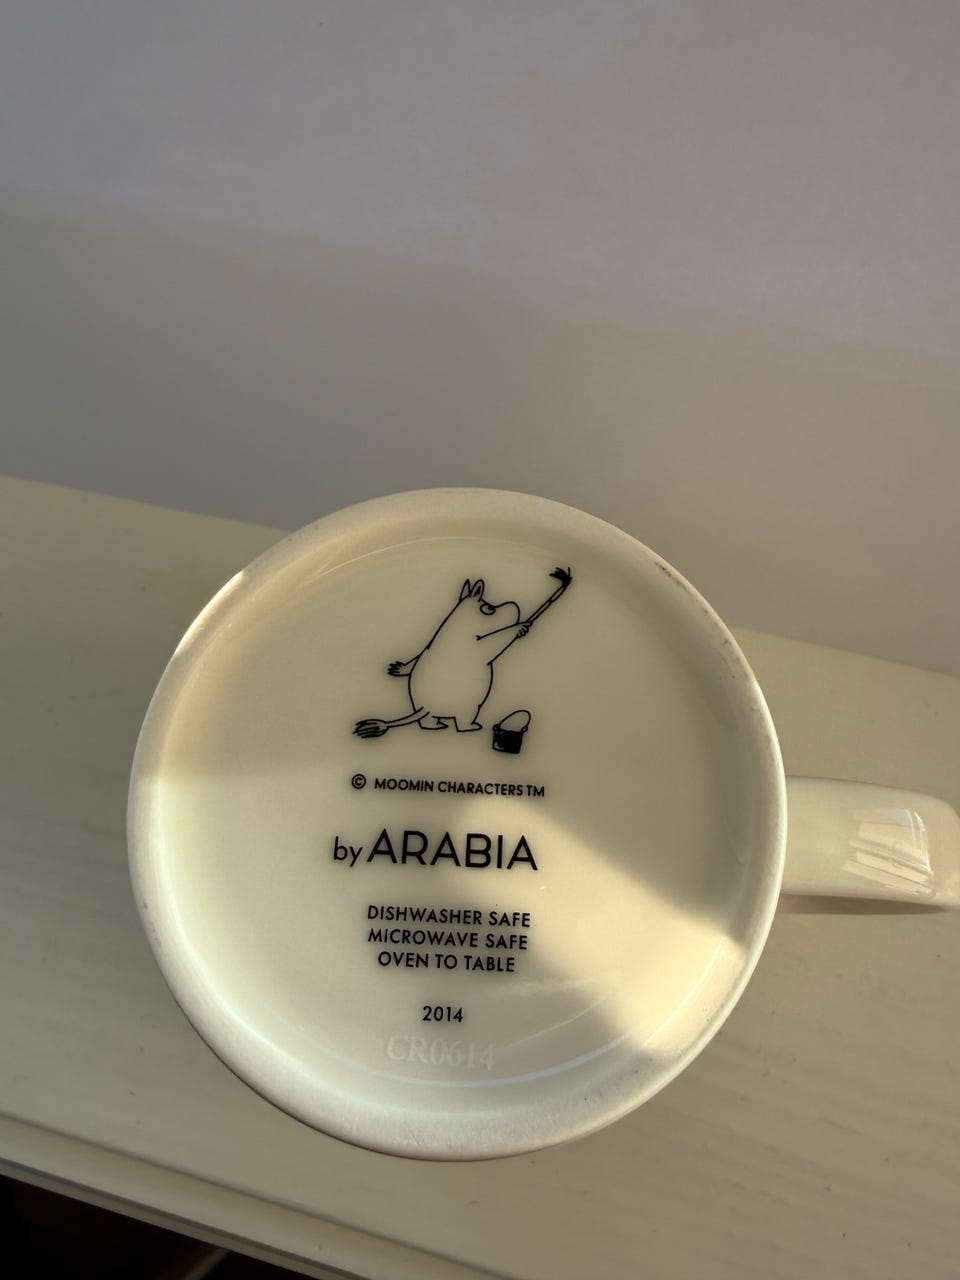 © MOOMIN CHARACTERS TM
by ARABIA
DISHWASHER SAFE
MICROWAVE SAFE
OVEN TO TABLE
2014
CR0614